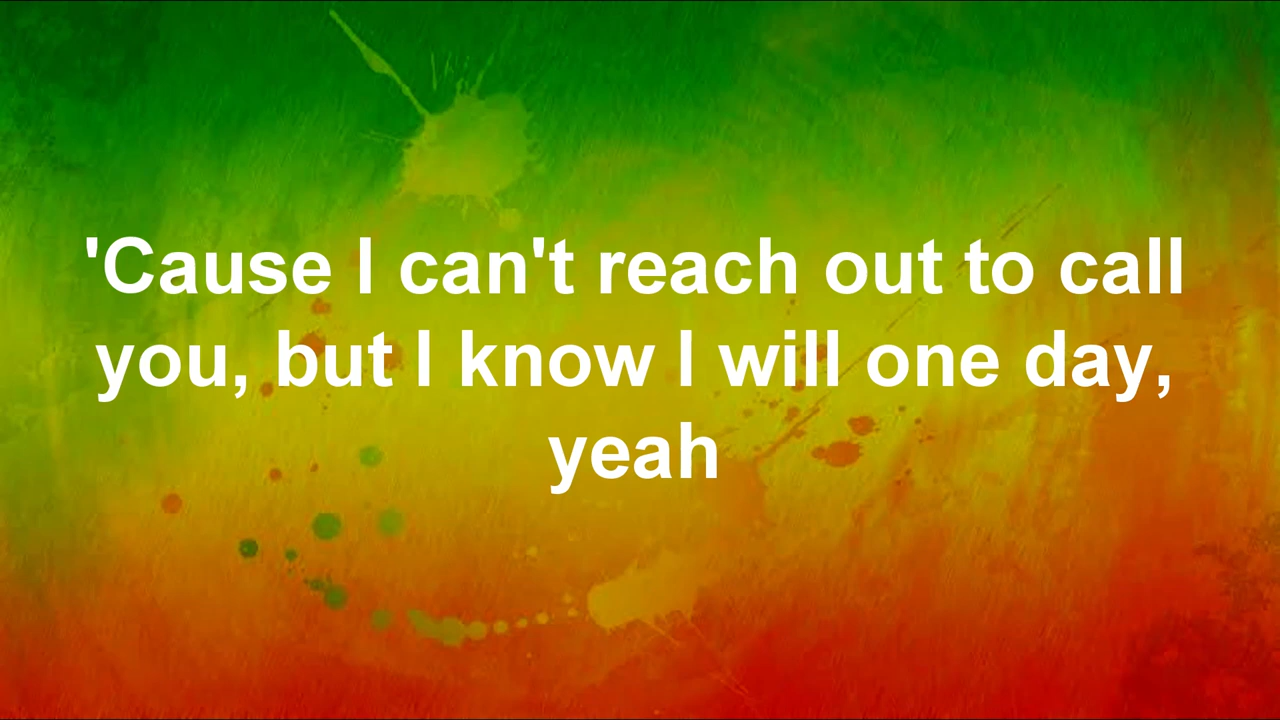 'Cause I can't reach out to call
you, but I know I will one day,
yeah